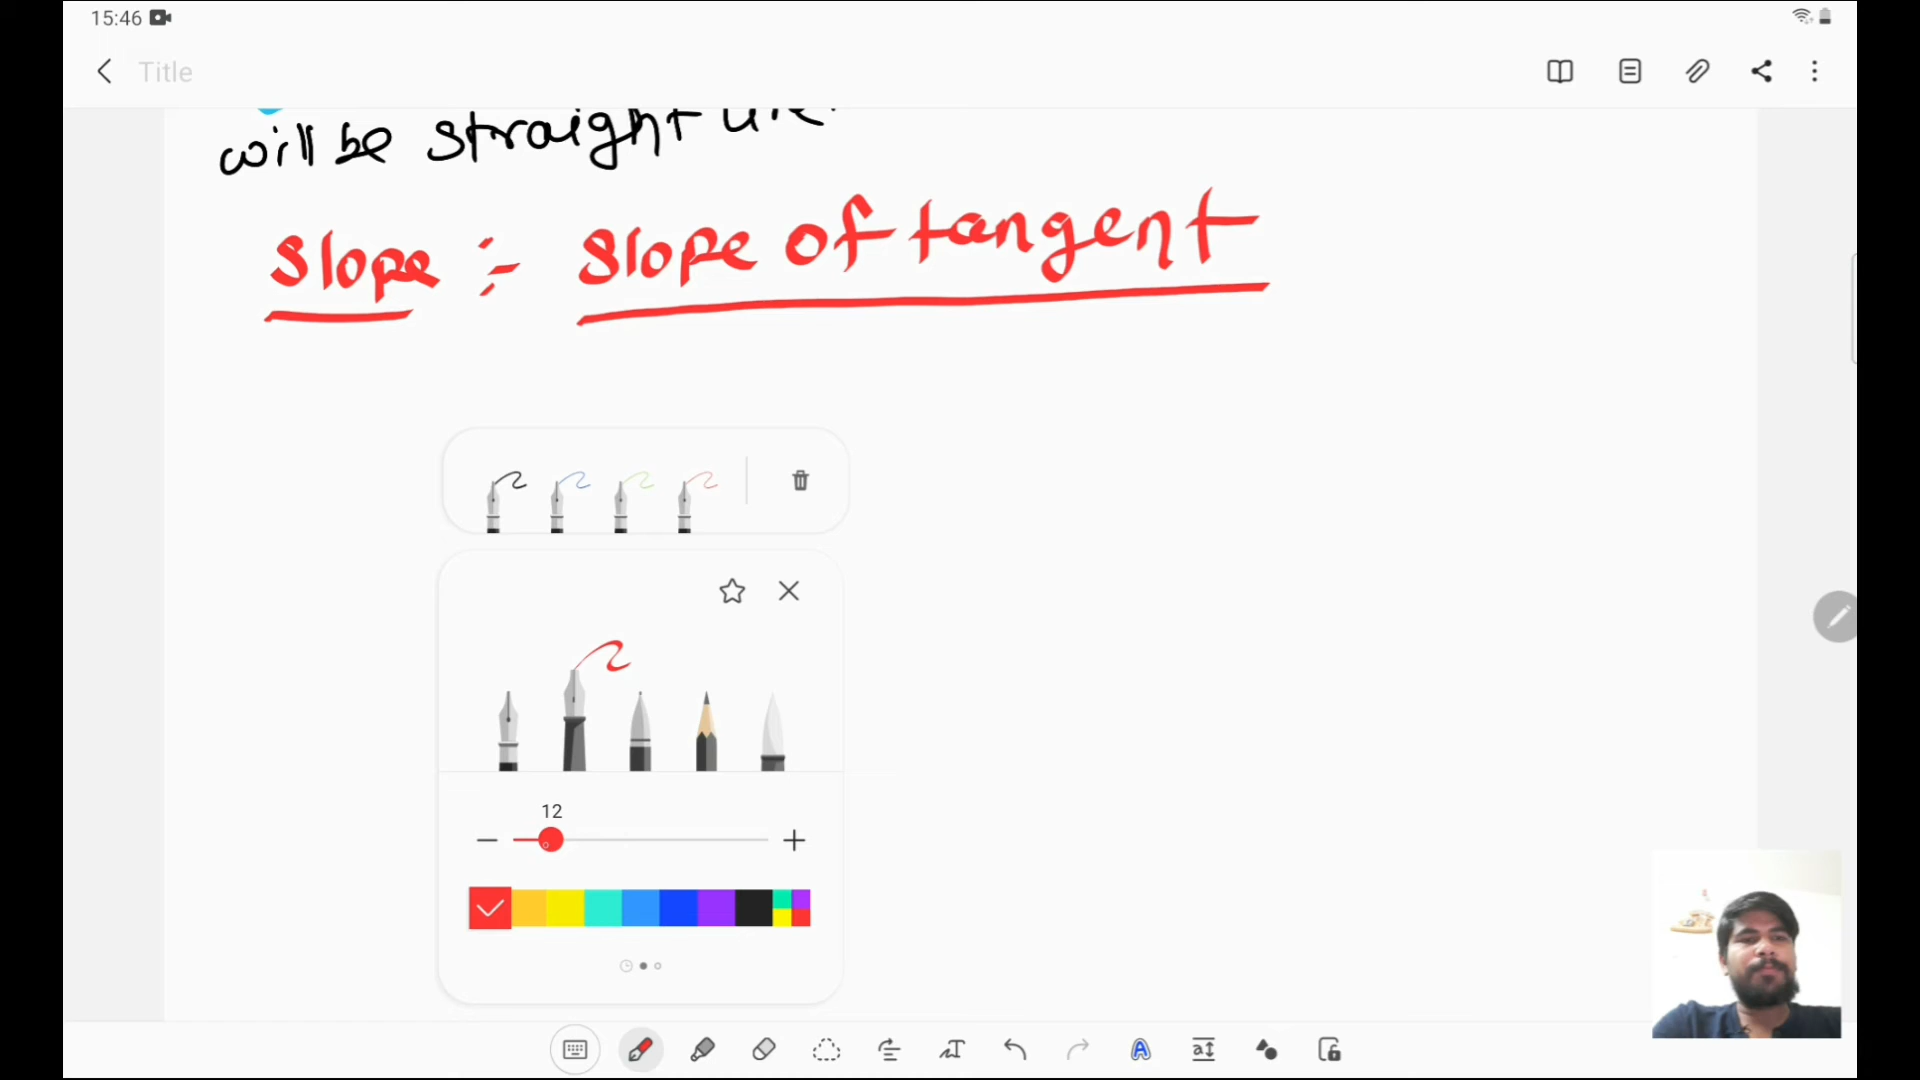 15:46
Title
will be straight
Slope :- Slope of tangent
12